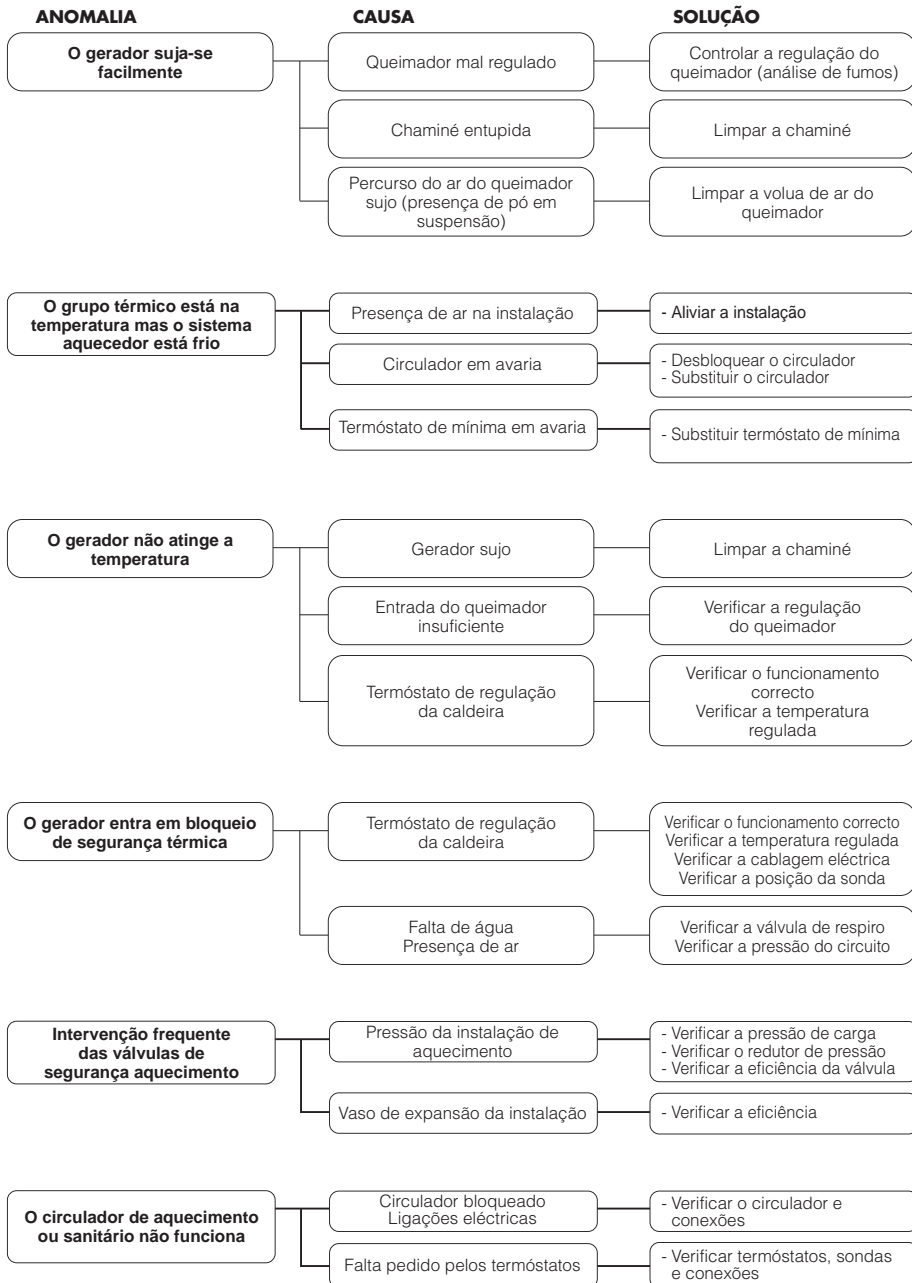 ANOMALIA CAUSA SOLUÇÃO
O gerador suja-se
facilmente
Queimador mal regulado
Controlar a regulação do
queimador (análise de fumos)
Chaminé entupida
Limpar a chaminé
Percurso do ar do queimador
sujo (presença de pó em
suspensão)
Limpar a volua de ar do
queimador
O grupo térmico está na
temperatura mas o sistema
aquecedor está frio
Presença de ar na instalação
- Aliviar a instalação
Circulador em avaria
- Desbloquear o circulador
- Substituir o circulador
Termóstato de mínima em avaria
- Substituir termóstato de mínima
O gerador não atinge a
temperatura
Gerador sujo
Limpar a chaminé
Entrada do queimador
insuficiente
Verificar a regulação
do queimador
Termóstato de regulação
da caldeira
Verificar o funcionamento
correcto
Verificar a temperatura
regulada
O gerador entra em bloqueio
de segurança térmica
Termóstato de regulação
da caldeira
Verificar o funcionamento correcto
Verificar a temperatura regulada
Verificar a cablagem eléctrica
Verificar a posição da sonda
Falta de água
Presença de ar
Verificar a válvula de respiro
Verificar a pressão do circuito
Intervenção frequente
das válvulas de
segurança aquecimento
Pressão da instalação de
aquecimento
- Verificar a pressão de carga
- Verificar o redutor de pressão
- Verificar a eficiência da válvula
Vaso de expansão da instalação
- Verificar a eficiência
O circulador de aquecimento
ou sanitário não funciona
Circulador bloqueado
Ligações eléctricas
- Verificar o circulador e
conexões
Falta pedido pelos termóstatos
- Verificar termóstatos, sondas
e conexões